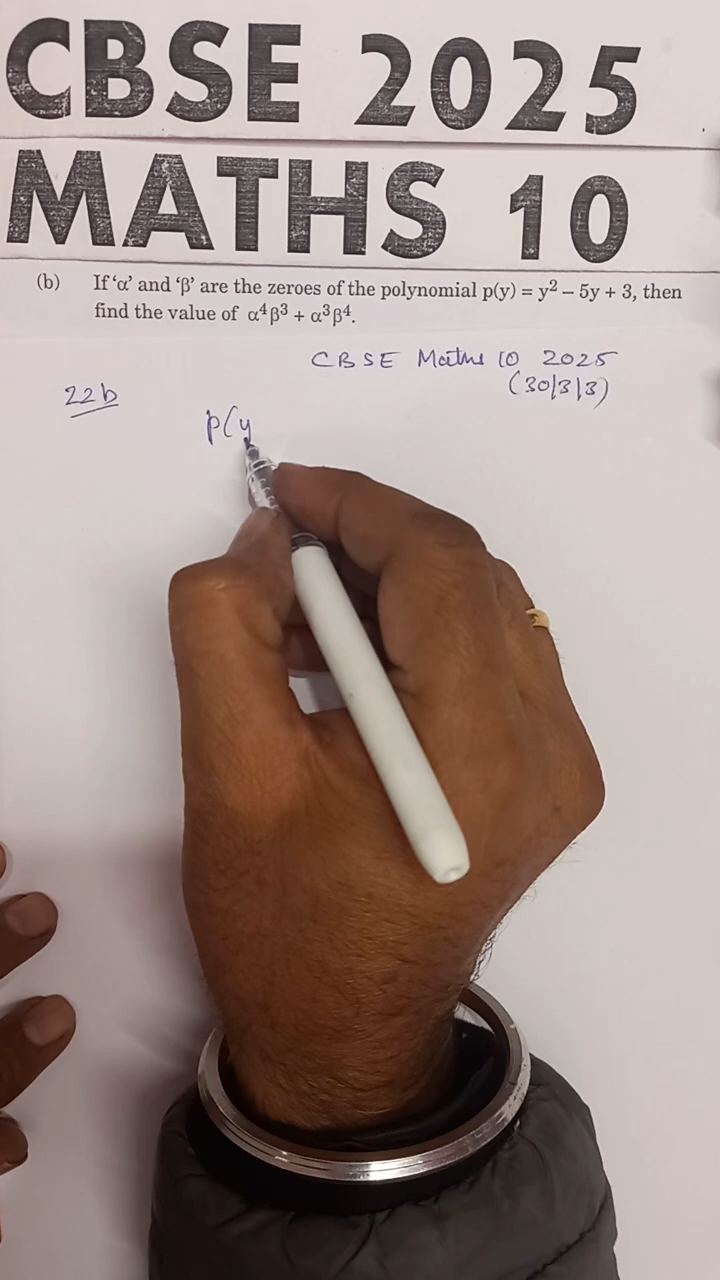 CBSE 2025
MATHS 10
(b) If ‘α’ and ‘β’ are the zeroes of the polynomial p(y) = y² – 5y + 3, then
find the value of α⁴β³ + α³β⁴.
CBSE Maths 10 2025
(30/3/3)
22b
p(y